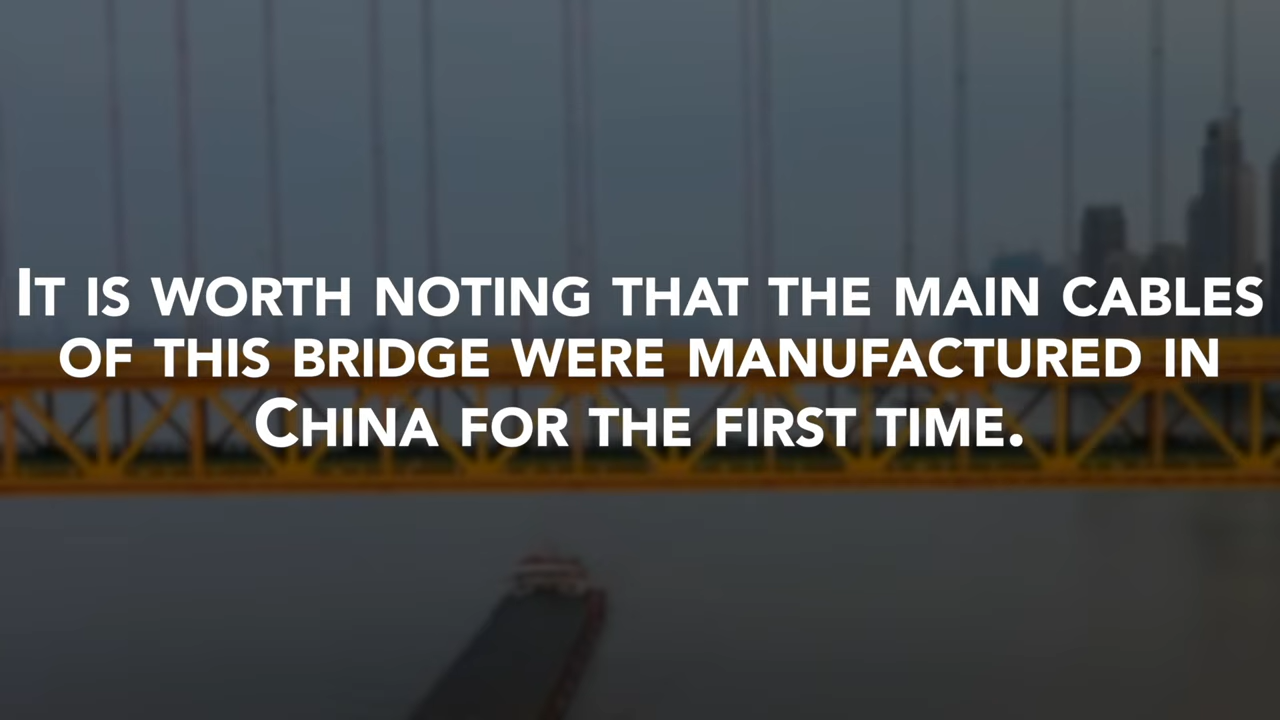 It is worth noting that the main cables
of this bridge were manufactured in
China for the first time.